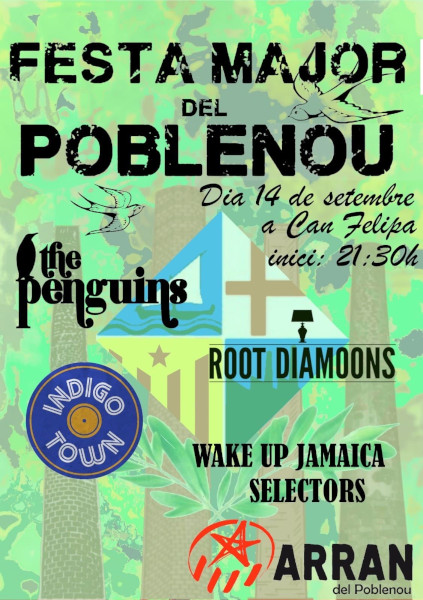 FESTA MAJOR
DEL
POBLENOU
Dia 14 de setembre
a Can Felipa
inici: 21:30h
the
penguins
ROOT DIAMOONS
INDIGO
TOWN
WAKE UP JAMAICA
SELECTORS
ARRAN
del Poblenou